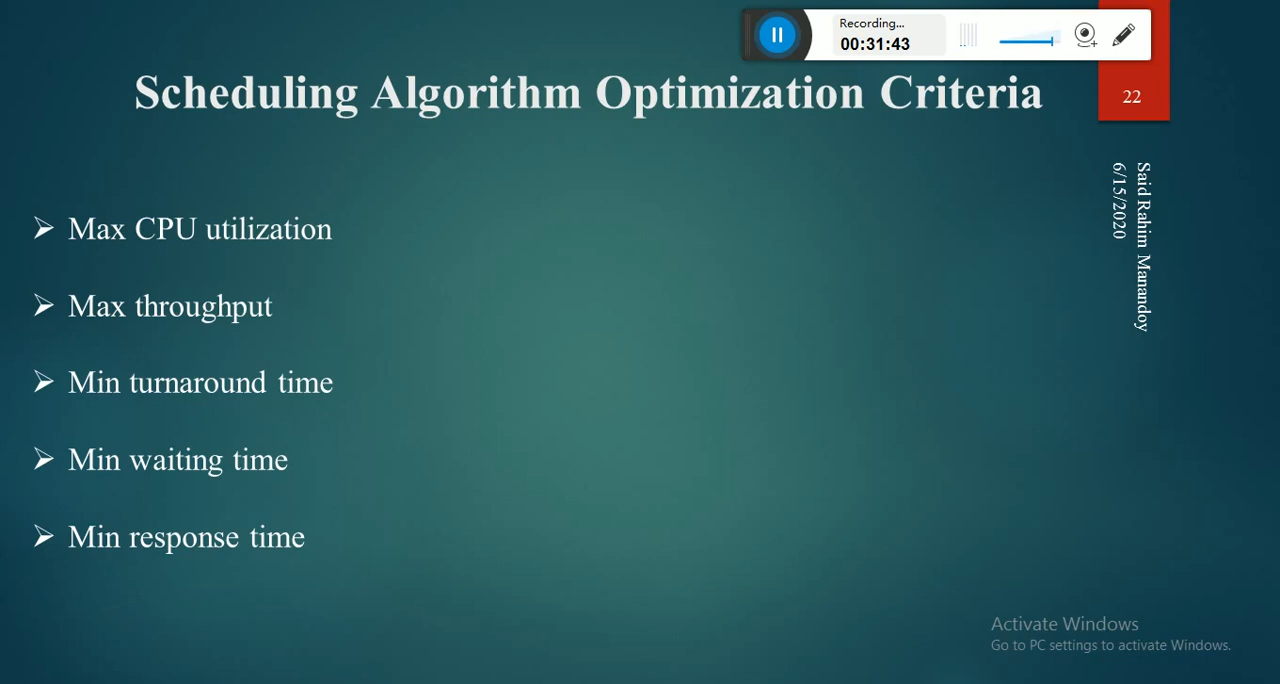 Recording...
00:31:43
Scheduling Algorithm Optimization Criteria
22
Said Rahim Manandoy
6/15/2020
Max CPU utilization
Max throughput
Min turnaround time
Min waiting time
Min response time
Activate Windows
Go to PC settings to activate Windows.